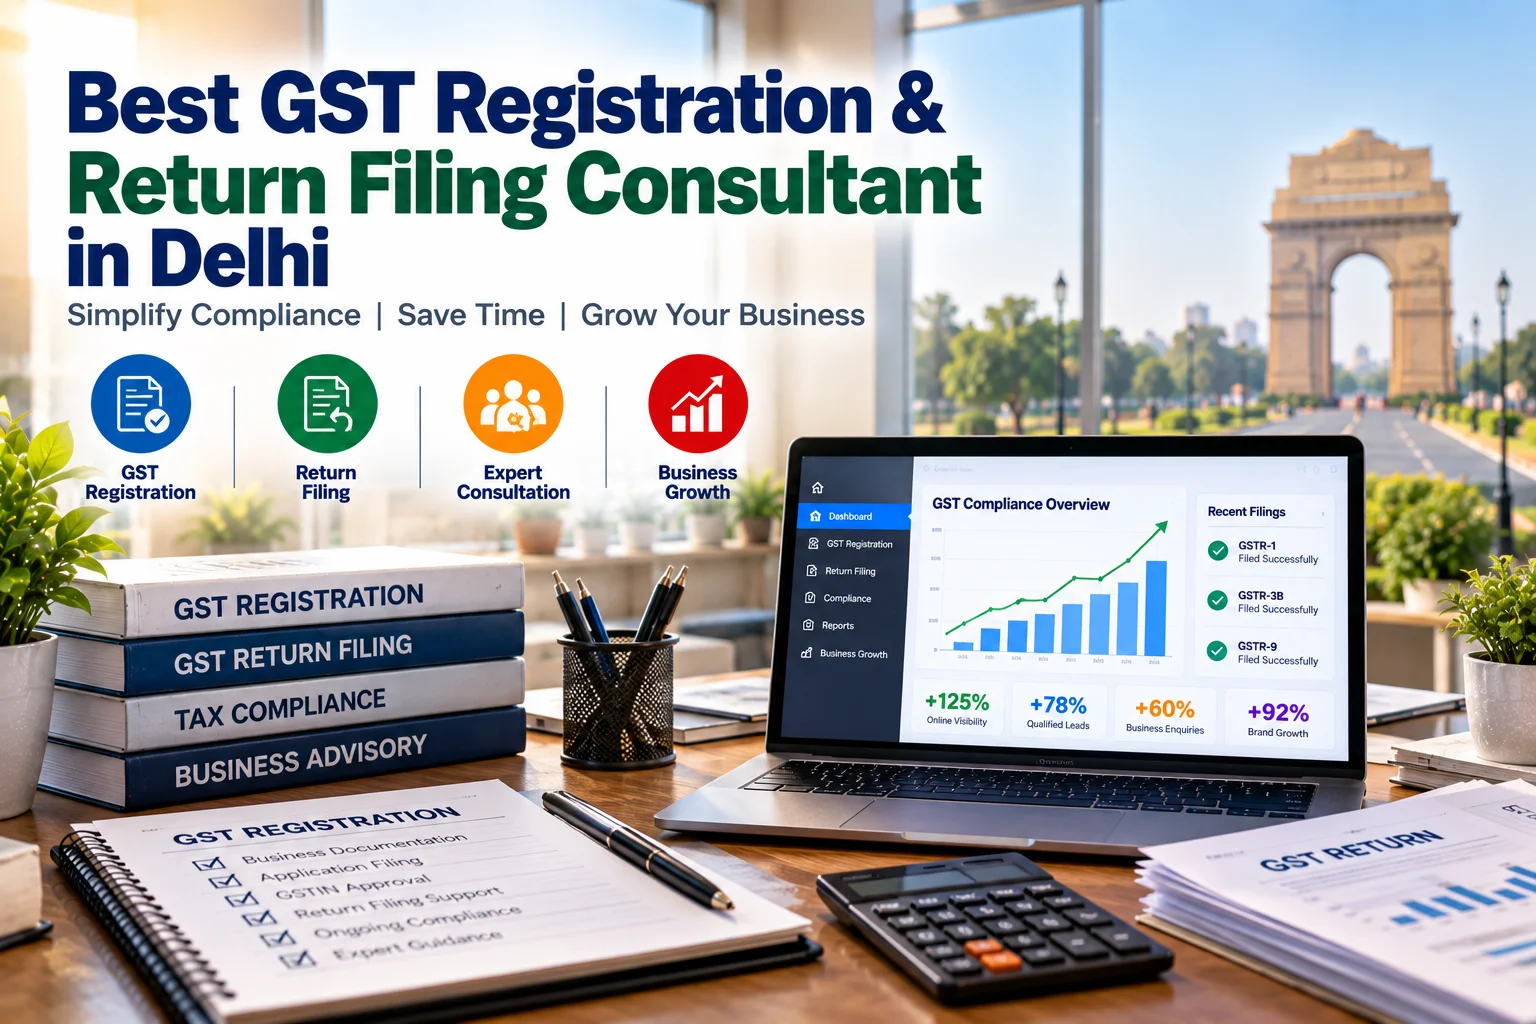 Best GST Registration &
Return Filing Consultant
in Delhi
Simplify Compliance | Save Time | Grow Your Business
GST
Registration
Return
Filing
Expert
Consultation
Business
Growth
GST REGISTRATION
GST RETURN FILING
TAX COMPLIANCE
BUSINESS ADVISORY
GST REGISTRATION
Business Documentation
Application Filing
GSTIN Approval
Return Filing Support
Ongoing Compliance
Expert Guidance
Dashboard
GST Registration
Return Filing
Compliance
Reports
Business Growth
GST Compliance Overview
Recent Filings
GSTR-1
Filed Successfully
GSTR-3B
Filed Successfully
GSTR-9
Filed Successfully
+125%
Online Visibility
+78%
Qualified Leads
+60%
Business Enquiries
+92%
Brand Growth
GST RETURN